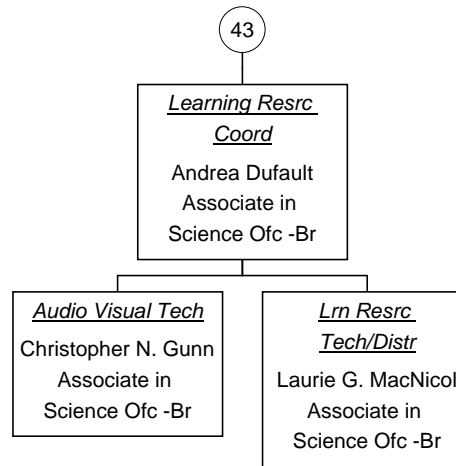 43
Learning Resrc
Coord
Andrea Dufault
Associate in
Science Ofc -Br
Audio Visual Tech
Christopher N. Gunn
Associate in
Science Ofc -Br
Lrn Resrc
Tech/Distr
Laurie G. MacNicol
Associate in
Science Ofc -Br